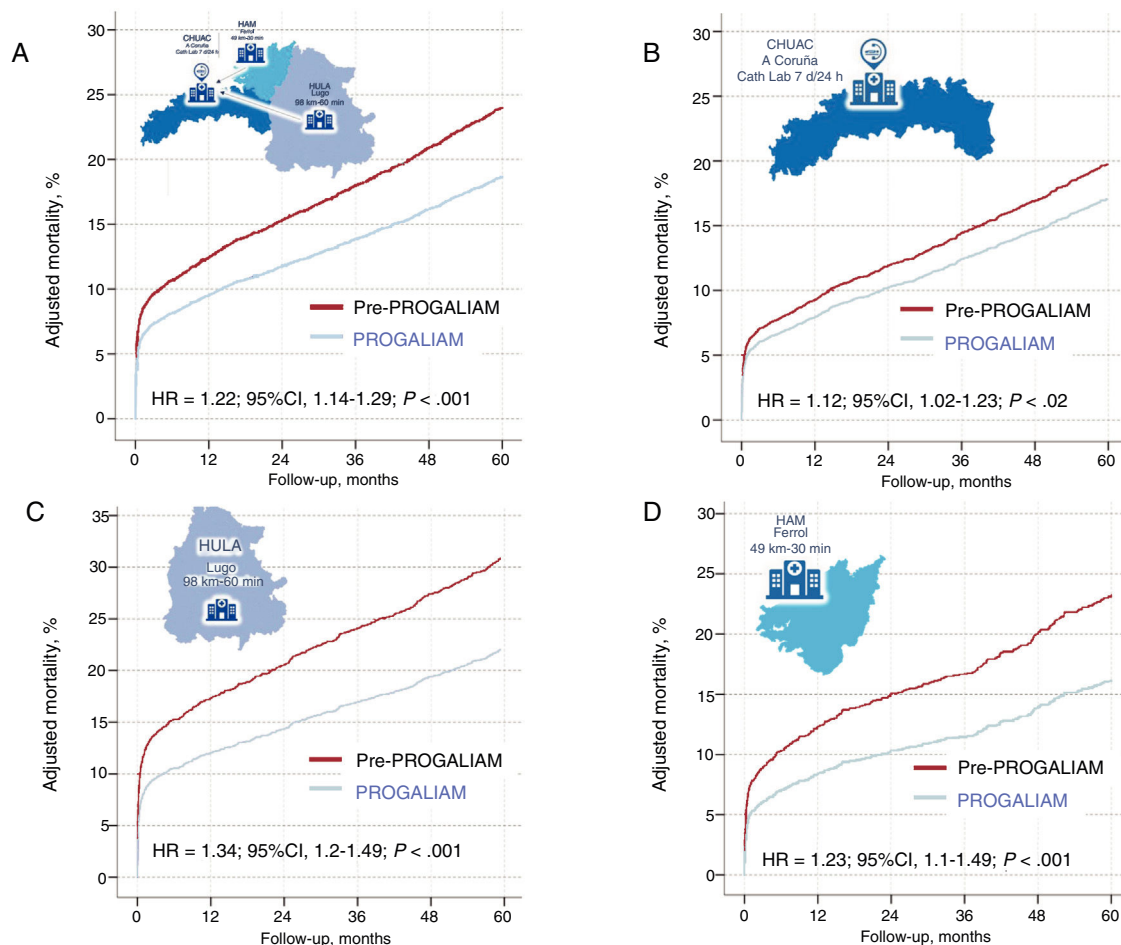 A
CHUAC
A Coruña
Cath Lab 7 d/24 h
HAM
Ferrol
49 km-30 min
HULA
Lugo
98 km-60 min
Adjusted mortality, %
30
25
20
15
10
5
0
Pre-PROGALIAM
PROGALIAM
HR = 1.22; 95%CI, 1.14-1.29; P < .001
0 12 24 36 48 60
Follow-up, months
B
CHUAC
A Coruña
Cath Lab 7 d/24 h
Adjusted mortality, %
30
25
20
15
10
5
0
Pre-PROGALIAM
PROGALIAM
HR = 1.12; 95%CI, 1.02-1.23; P < .02
0 12 24 36 48 60
Follow-up, months
C
HULA
Lugo
98 km-60 min
Adjusted mortality, %
35
30
25
20
15
10
5
0
Pre-PROGALIAM
PROGALIAM
HR = 1.34; 95%CI, 1.2-1.49; P < .001
0 12 24 36 48 60
Follow-up, months
D
HAM
Ferrol
49 km-30 min
Adjusted mortality, %
30
25
20
15
10
5
0
Pre-PROGALIAM
PROGALIAM
HR = 1.23; 95%CI, 1.1-1.49; P < .001
0 12 24 36 48 60
Follow-up, months